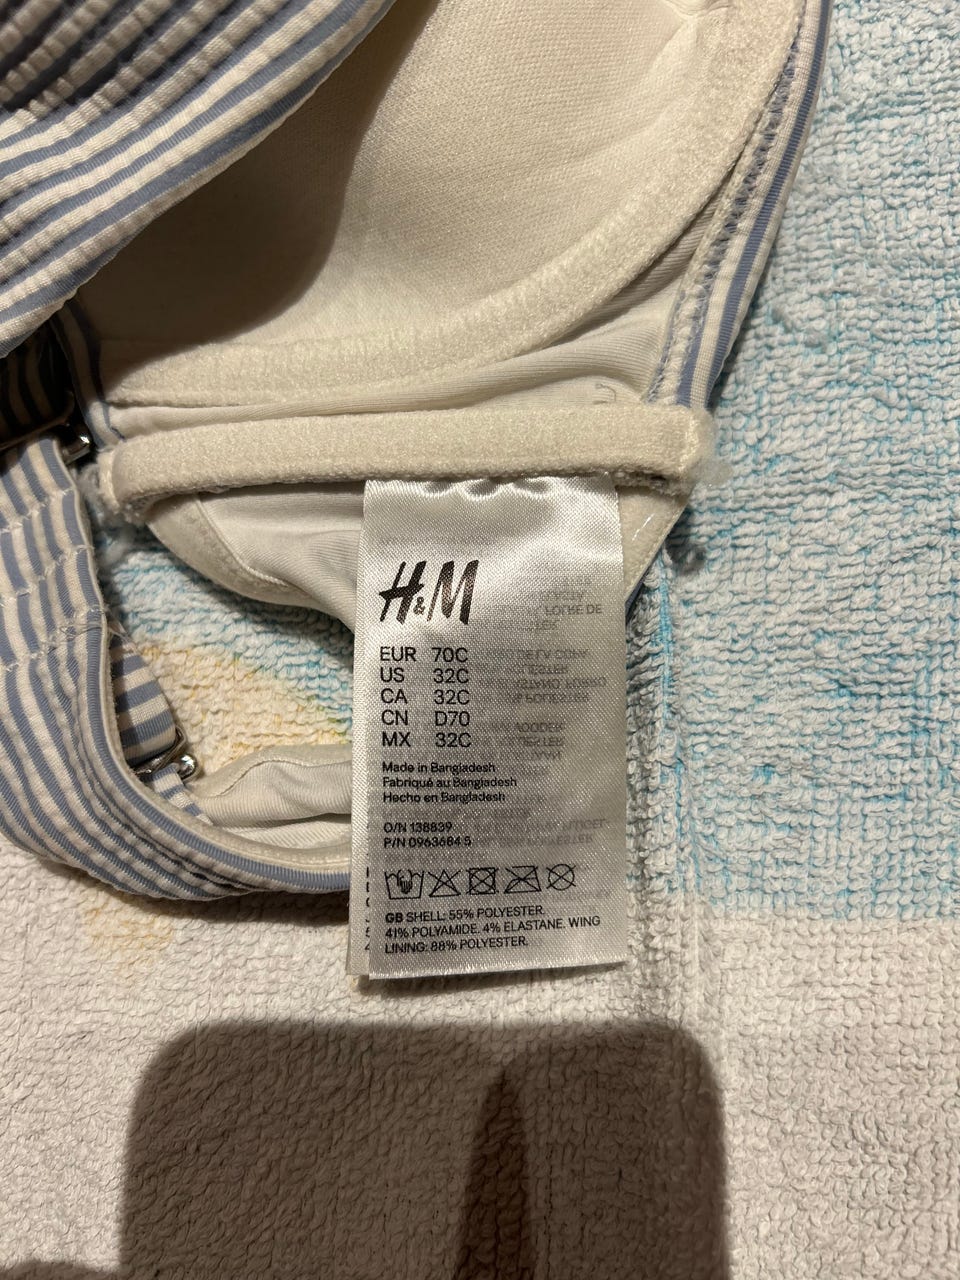 H&M
EUR 70C
US 32C
CA 32C
CN D70
MX 32C
Made in Bangladesh
Fabriqué au Bangladesh
Hecho en Bangladesh
O/N 138839
P/N 0963684 5
GB SHELL: 55% POLYESTER.
41% POLYAMIDE. 4% ELASTANE. WING
LINING: 88% POLYESTER.